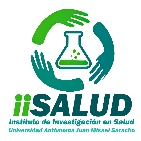 iiSALUD
Instituto de Investigación en Salud
Universidad Autónoma Juan Misael Saracho